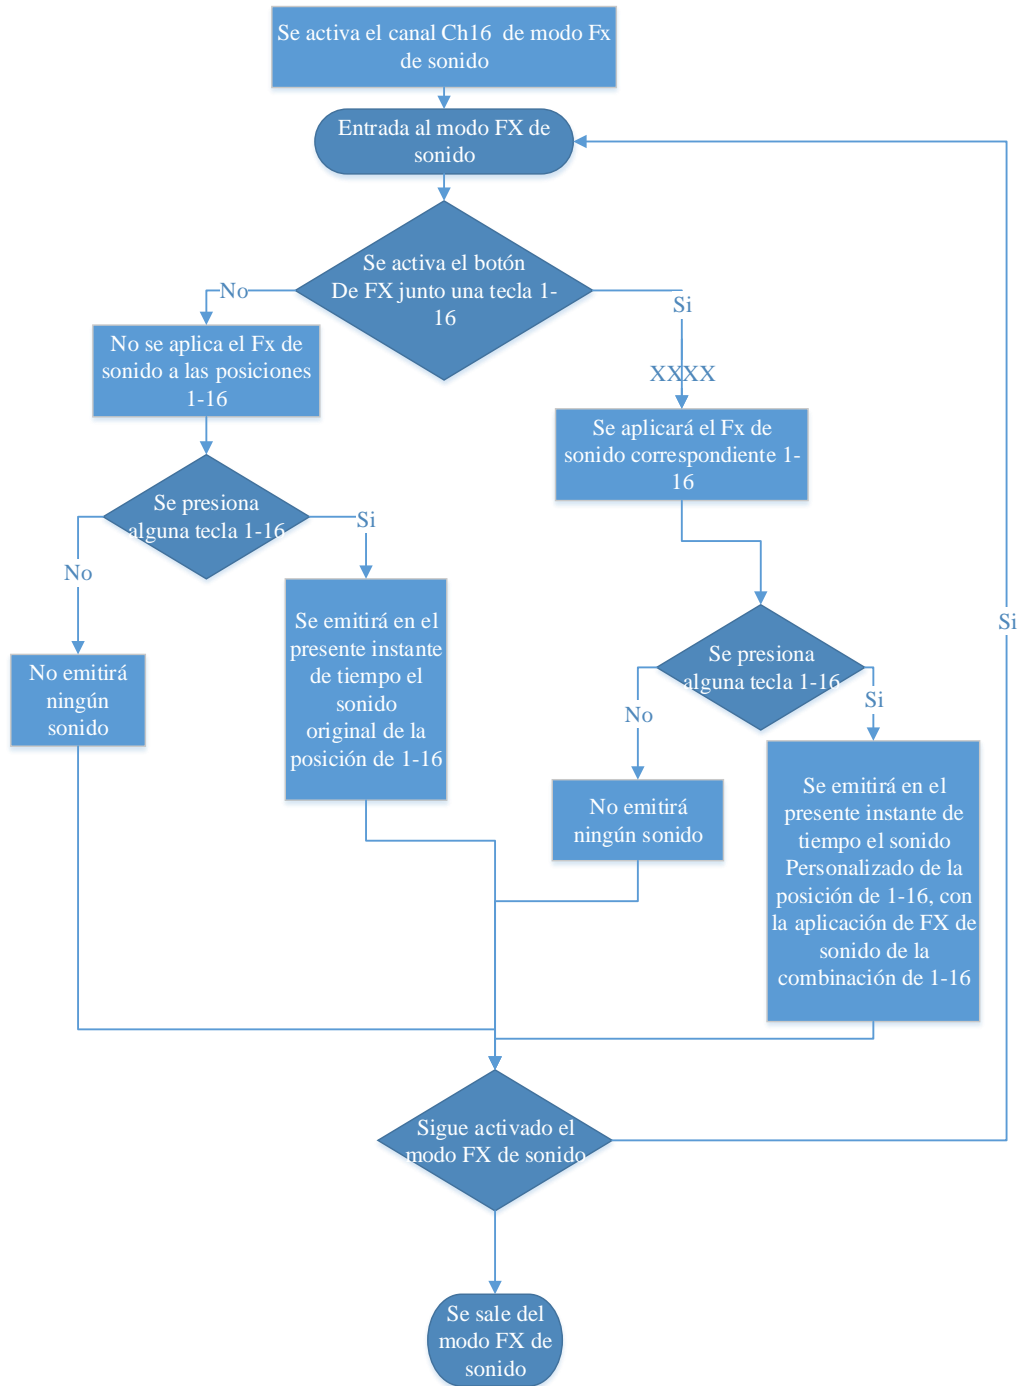 Se activa el canal Ch16 de modo Fx
de sonido
Entrada al modo FX de
sonido
Se activa el botón
De FX junto una tecla 1-
16
No
Si
XXXX
No se aplica el Fx de
sonido a las posiciones
1-16
Se aplicará el Fx de
sonido correspondiente 1-
16
Se presiona
alguna tecla 1-16
Si
No
Se emitirá en el
presente instante
de tiempo el
sonido
original de la
posición de 1-16
No emitirá
ningún
sonido
Se presiona
alguna tecla 1-16
No
Si
Si
No emitirá
ningún sonido
Se emitirá en el
presente instante de
tiempo el sonido
Personalizado de la
posición de 1-16, con
la aplicación de FX de
sonido de la
combinación de 1-16
Sigue activado el
modo FX de sonido
Se sale del
modo FX de
sonido